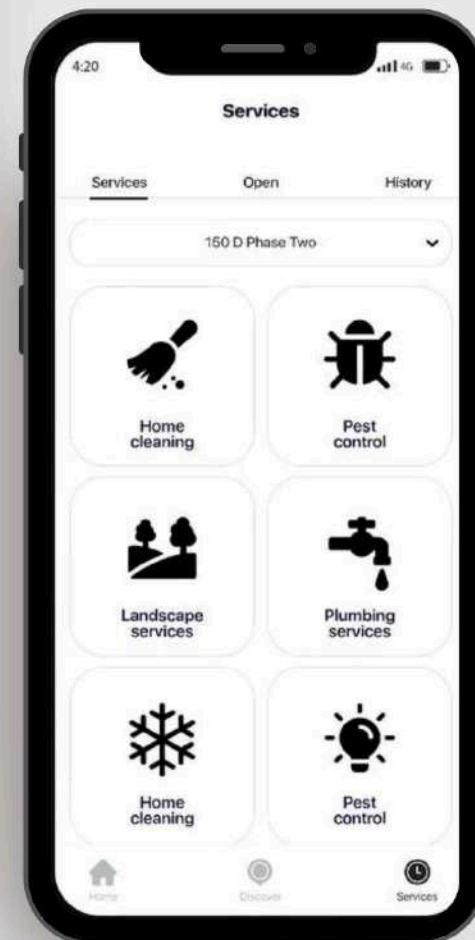 4:20
4G
Services
Services Open History
150 D Phase Two
Home
cleaning
Pest
control
Landscape
services
Plumbing
services
Home
cleaning
Pest
control
Home Discover Services